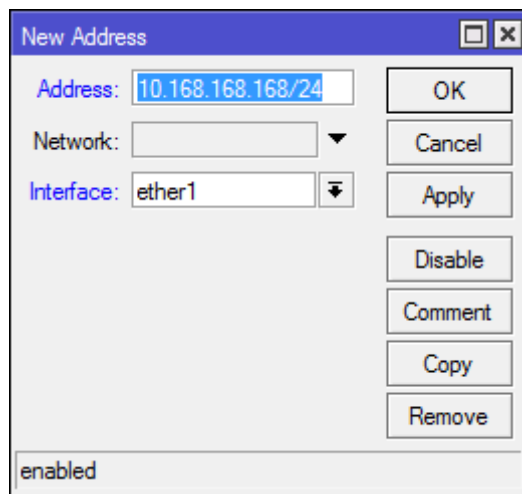 New Address
Address: 10.168.168.168/24
OK
Network:
Cancel
Interface: ether1
Apply
Disable
Comment
Copy
Remove
enabled